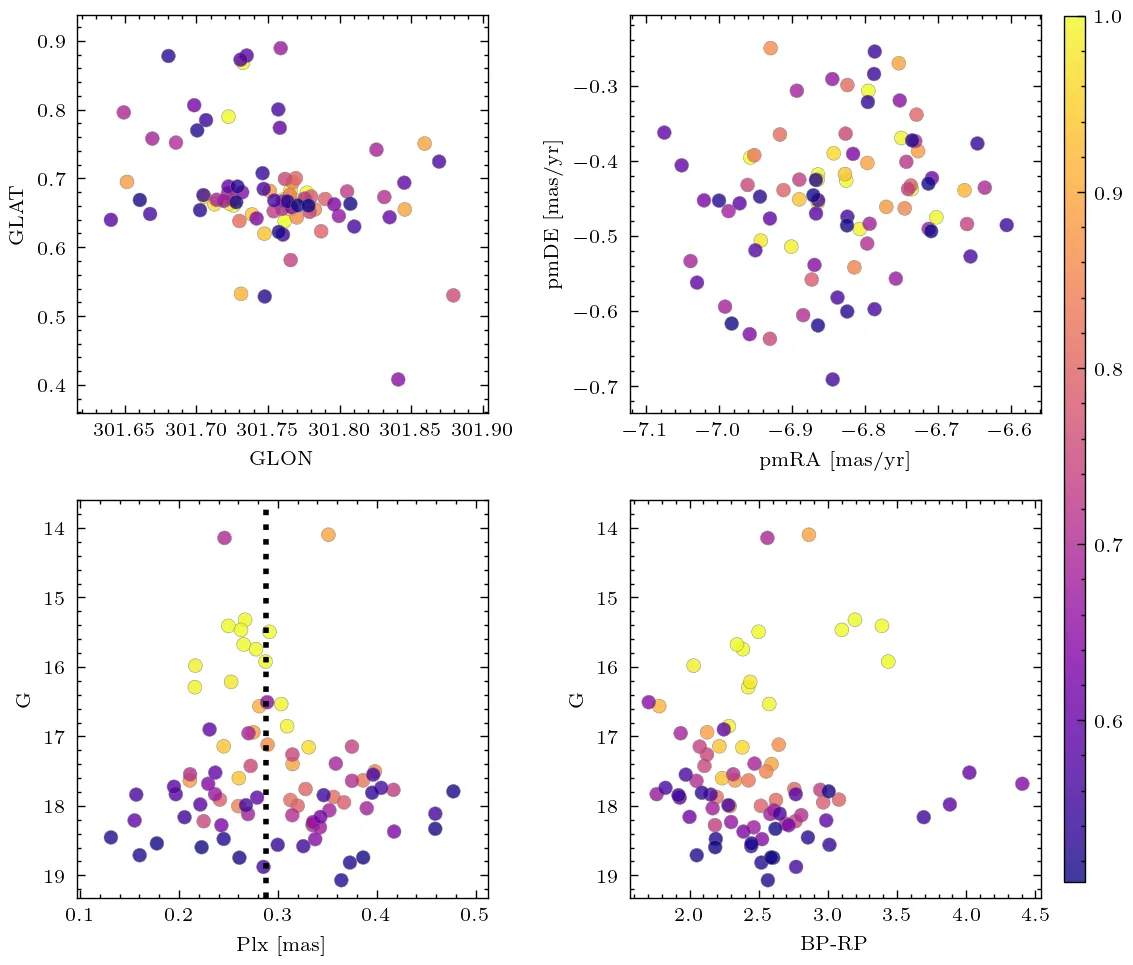 0.9
0.8
0.7
0.6
0.5
0.4
GLAT
301.65 301.70 301.75 301.80 301.85 301.90
GLON
−0.3
−0.4
−0.5
−0.6
−0.7
pmDE [mas/yr]
−7.1 −7.0 −6.9 −6.8 −6.7 −6.6
pmRA [mas/yr]
1.0
0.9
0.8
0.7
0.6
14
15
16
17
18
19
G
0.1 0.2 0.3 0.4 0.5
Plx [mas]
14
15
16
17
18
19
G
2.0 2.5 3.0 3.5 4.0 4.5
BP-RP